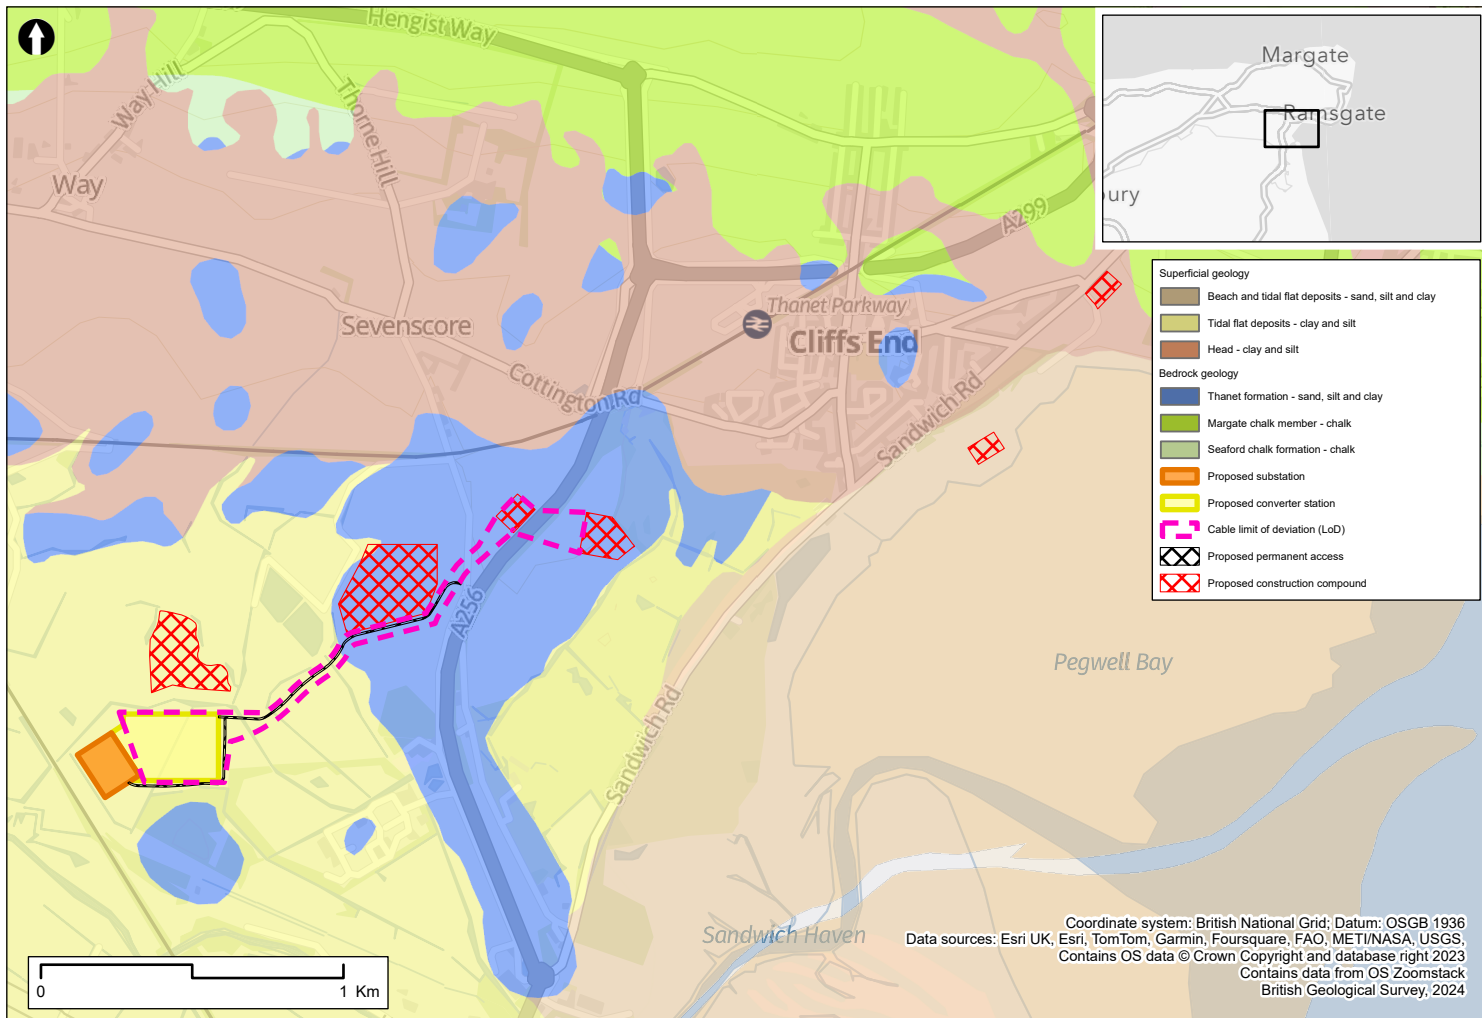 Hengist Way
Way Hill
Thorne Hill
Way
Sevenscore
Cottington Rd
Thanet Parkway
Cliffs End
A299
Sandwich Rd
A256
Sandwich Rd
Pegwell Bay
Sandwich Haven
Margate
Ramsgate
bury
Superficial geology
Beach and tidal flat deposits - sand, silt and clay
Tidal flat deposits - clay and silt
Head - clay and silt
Bedrock geology
Thanet formation - sand, silt and clay
Margate chalk member - chalk
Seaford chalk formation - chalk
Proposed substation
Proposed converter station
Cable limit of deviation (LoD)
Proposed permanent access
Proposed construction compound
0 1 Km
Coordinate system: British National Grid; Datum: OSGB 1936
Data sources: Esri UK, Esri, TomTom, Garmin, Foursquare, FAO, METI/NASA, USGS,
Contains OS data © Crown Copyright and database right 2023
Contains data from OS Zoomstack
British Geological Survey, 2024